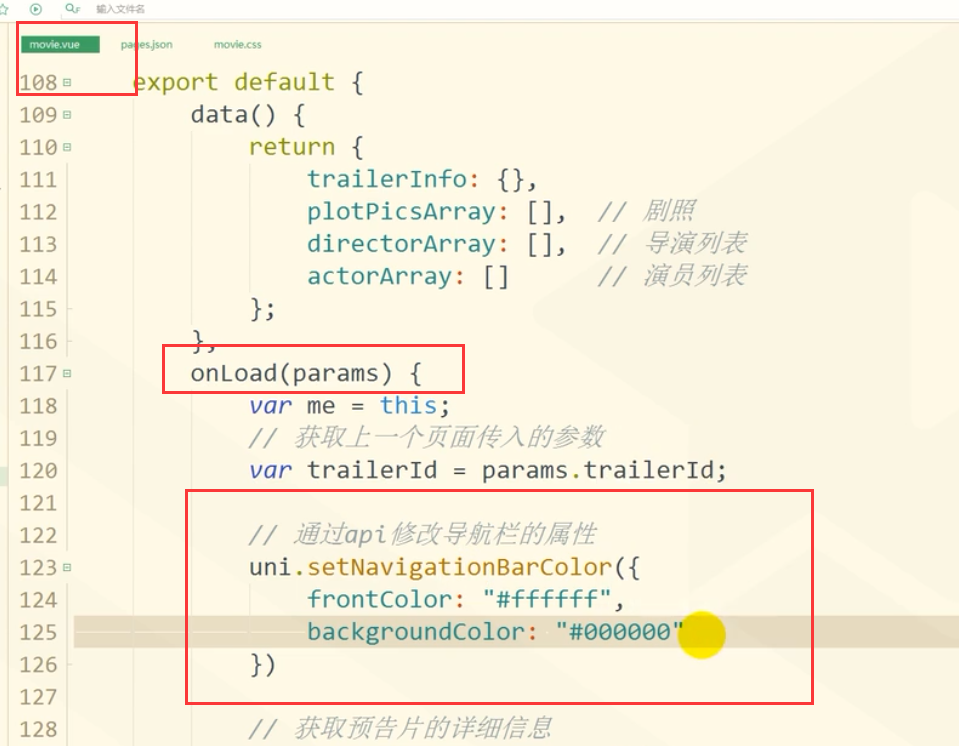 输入文件名
movie.vue pages.json movie.css
108 export default {
109 data() {
110 return {
111 trailerInfo: {},
112 plotPicsArray: [], // 剧照
113 directorArray: [], // 导演列表
114 actorArray: [] // 演员列表
115 };
116 },
117 onLoad(params) {
118 var me = this;
119 // 获取上一个页面传入的参数
120 var trailerId = params.trailerId;
121
122 // 通过api修改导航栏的属性
123 uni.setNavigationBarColor({
124 frontColor: "#ffffff",
125 backgroundColor: "#000000"
126 })
127
128 // 获取预告片的详细信息